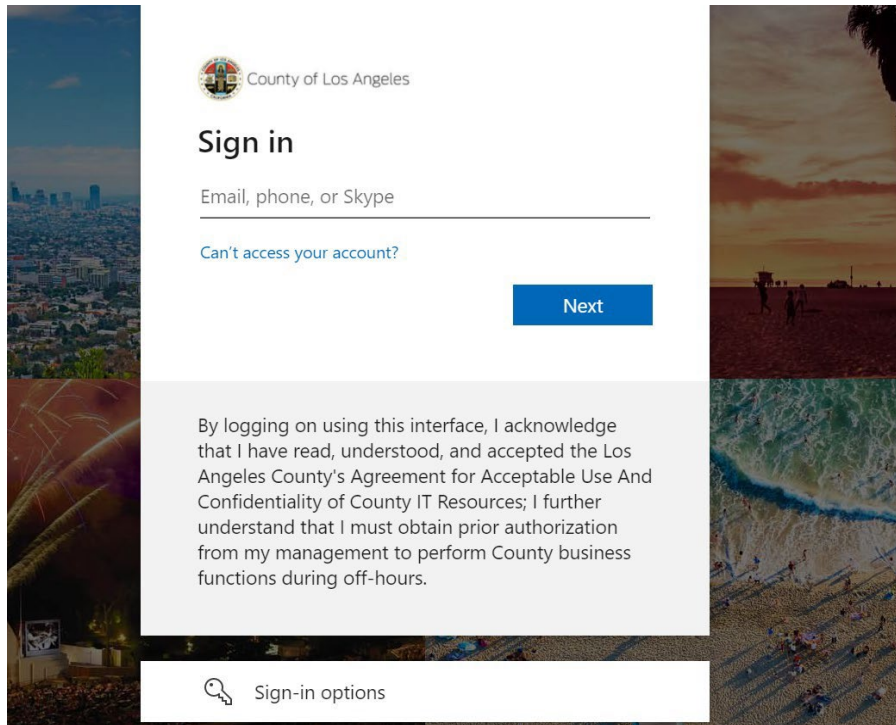 County of Los Angeles
Sign in
Email, phone, or Skype
Can't access your account?
Next
By logging on using this interface, I acknowledge
that I have read, understood, and accepted the Los
Angeles County's Agreement for Acceptable Use And
Confidentiality of County IT Resources; I further
understand that I must obtain prior authorization
from my management to perform County business
functions during off-hours.
Sign-in options